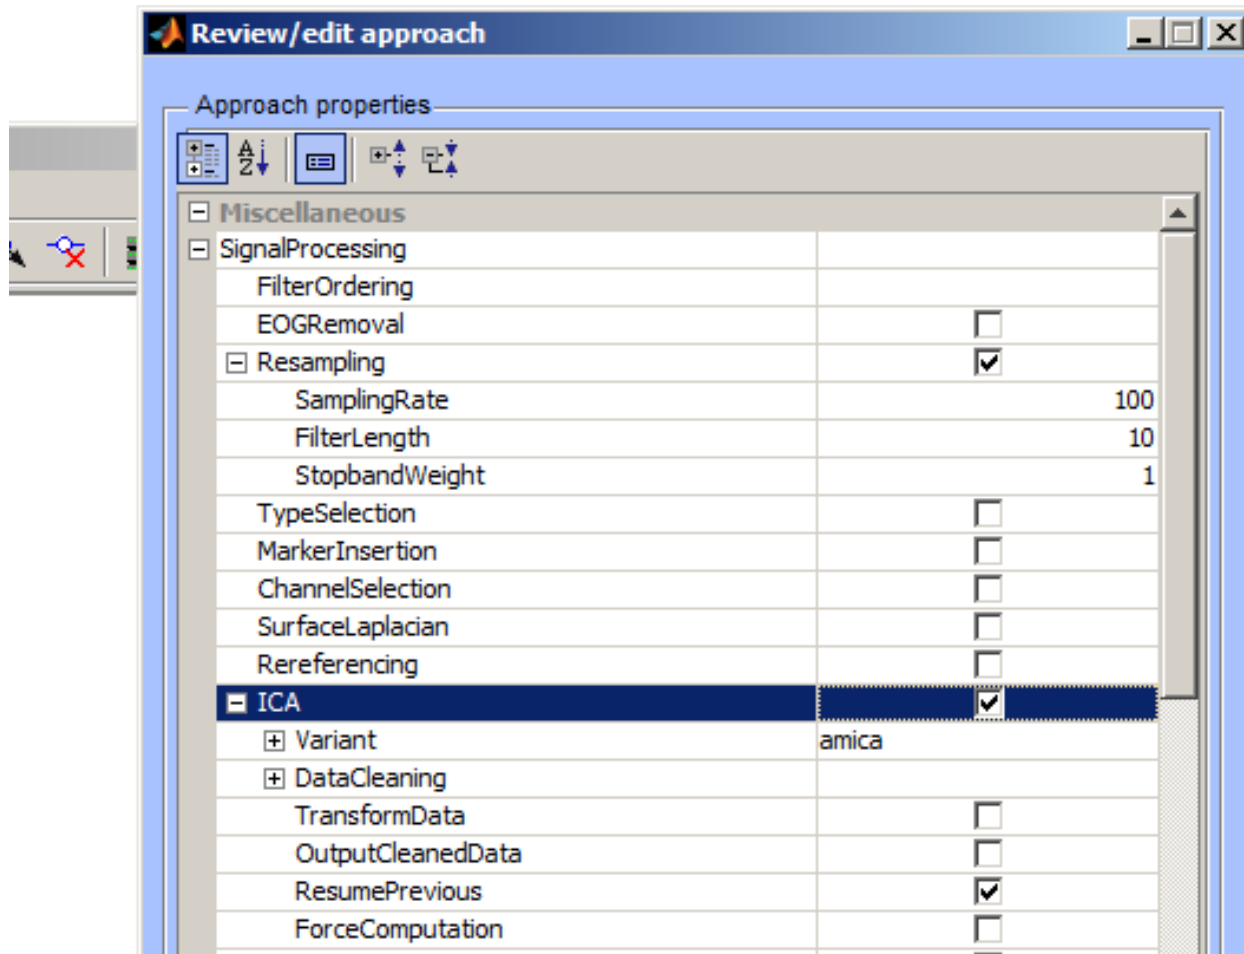 Review/edit approach
Approach properties
Miscellaneous
SignalProcessing
FilterOrdering
EOGRemoval
Resampling
SamplingRate 100
FilterLength 10
StopbandWeight 1
TypeSelection
MarkerInsertion
ChannelSelection
SurfaceLaplacian
Rereferencing
ICA
Variant amica
DataCleaning
TransformData
OutputCleanedData
ResumePrevious
ForceComputation